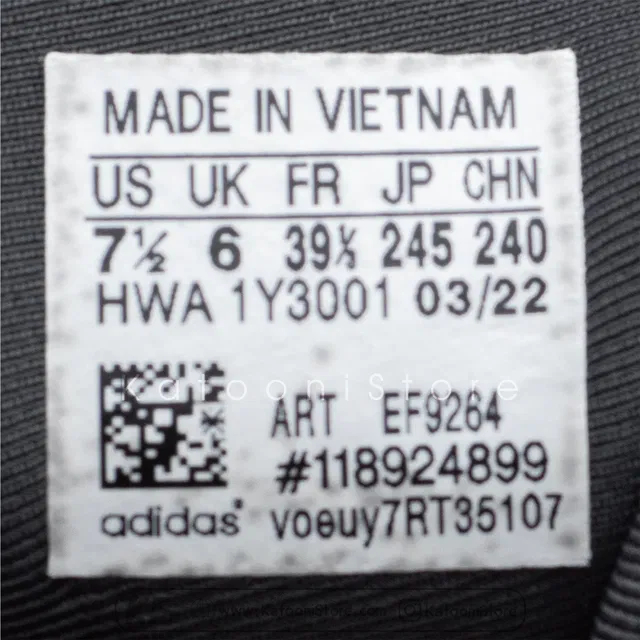 MADE IN VIETNAM
US UK FR JP CHN
7½ 6 39⅓ 245 240
HWA 1Y3001 03/22
KatooniStore
ART EF9264
#118924899
adidas voeuy7RT35107